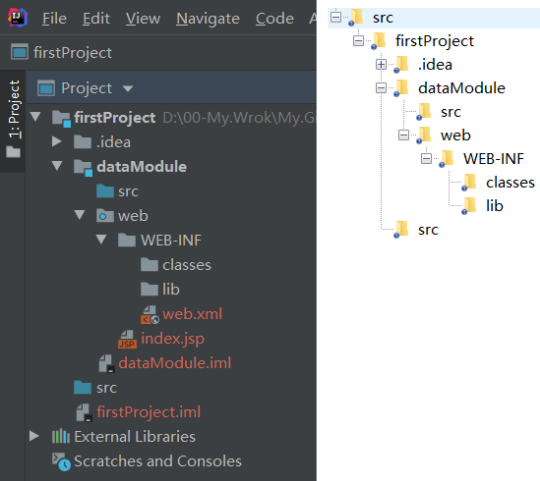 File Edit View Navigate Code A
firstProject
1: Project
Project
firstProject D:\00-My.Wrok\My.G
.idea
dataModule
src
web
WEB-INF
classes
lib
web.xml
index.jsp
dataModule.iml
src
firstProject.iml
External Libraries
Scratches and Consoles
src
firstProject
.idea
dataModule
src
web
WEB-INF
classes
lib
src